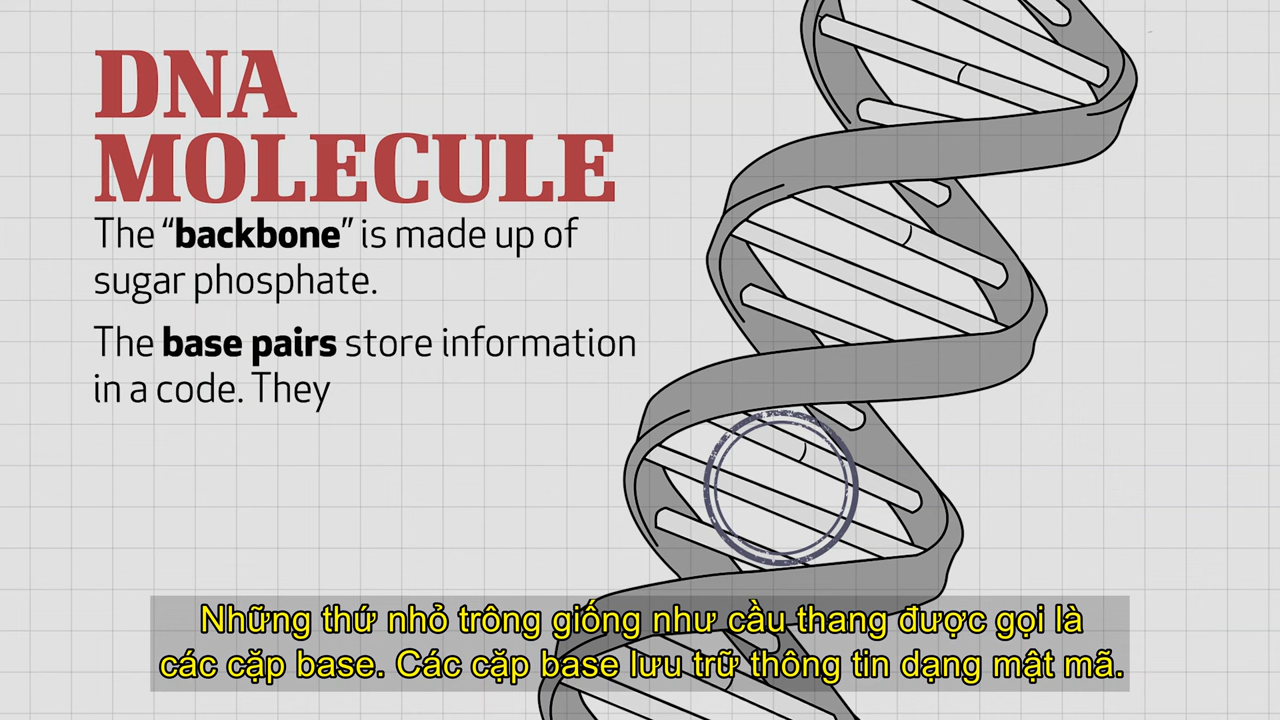 DNA
MOLECULE
The “backbone” is made up of
sugar phosphate.
The base pairs store information
in a code. They
Những thứ nhỏ trông giống như cầu thang được gọi là
các cặp base. Các cặp base lưu trữ thông tin dạng mật mã.